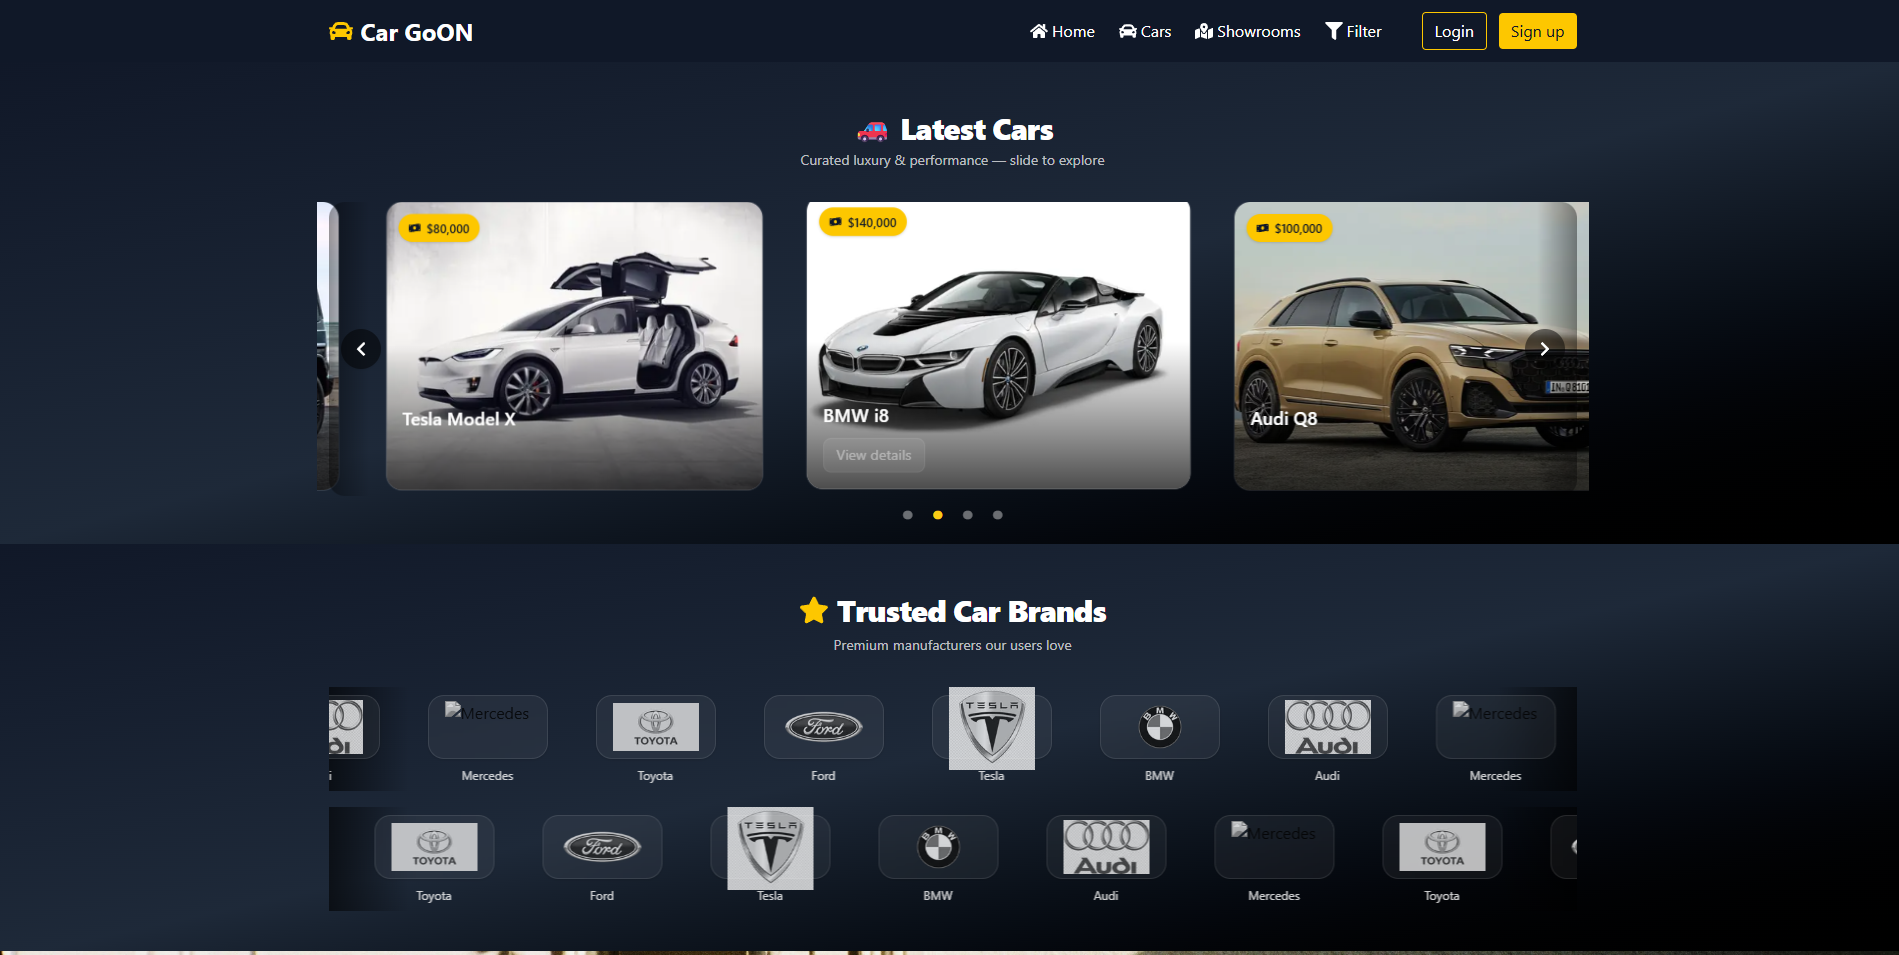 Car GoON
Home Cars Showrooms Filter Login Sign up
Latest Cars
Curated luxury & performance — slide to explore
$80,000
$140,000
$100,000
Tesla Model X
BMW i8
Audi Q8
View details
Trusted Car Brands
Premium manufacturers our users love
Mercedes
TOYOTA
Ford
TESLA
BMW
Audi
Mercedes
i
Mercedes
Toyota
Ford
Tesla
BMW
Audi
Mercedes
TOYOTA
Ford
TESLA
BMW
Audi
Mercedes
TOYOTA
Toyota
Ford
Tesla
BMW
Audi
Mercedes
Toyota